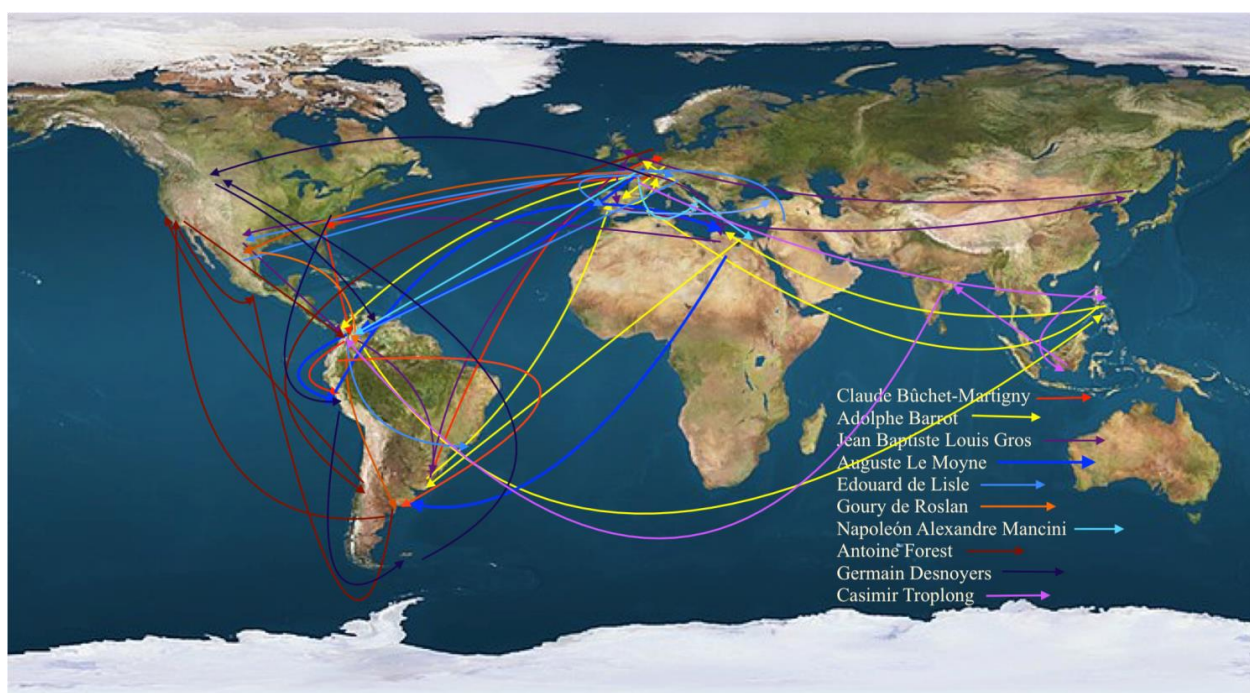 Claude Bûchet-Martigny
Adolphe Barrot
Jean Baptiste Louis Gros
Auguste Le Moyne
Edouard de Lisle
Goury de Roslan
Napoleón Alexandre Mancini
Antoine Forest
Germain Desnoyers
Casimir Troplong